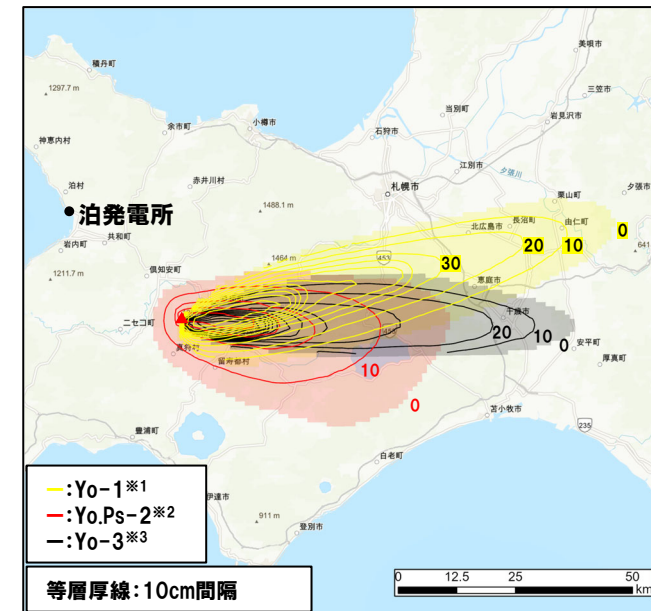 美唄市
積丹町
1297.7 m
三笠市
当別町
小樽市
岩見沢市
余市町
石狩市
神恵内村
江別市
夕張川
泊村
赤井川村
札幌市
栗山町
夕張市
1488.1 m
泊発電所
長沼町
由仁町
北広島市
0
共和町
岩内町
20
10
641
1464
453
30
1211.7 m
倶知安町
恵庭市
ニセコ町
千歳市
20
10
0
安平町
真狩村
留寿都村
厚真町
10
0
苫小牧市
235
豊浦町
白老町
伊達市
911 m
登別市
ー:Yo-1※1
ー:Yo.Ps-2※2
ー:Yo-3※3
等層厚線:10cm間隔
0 12.5 25 50
km